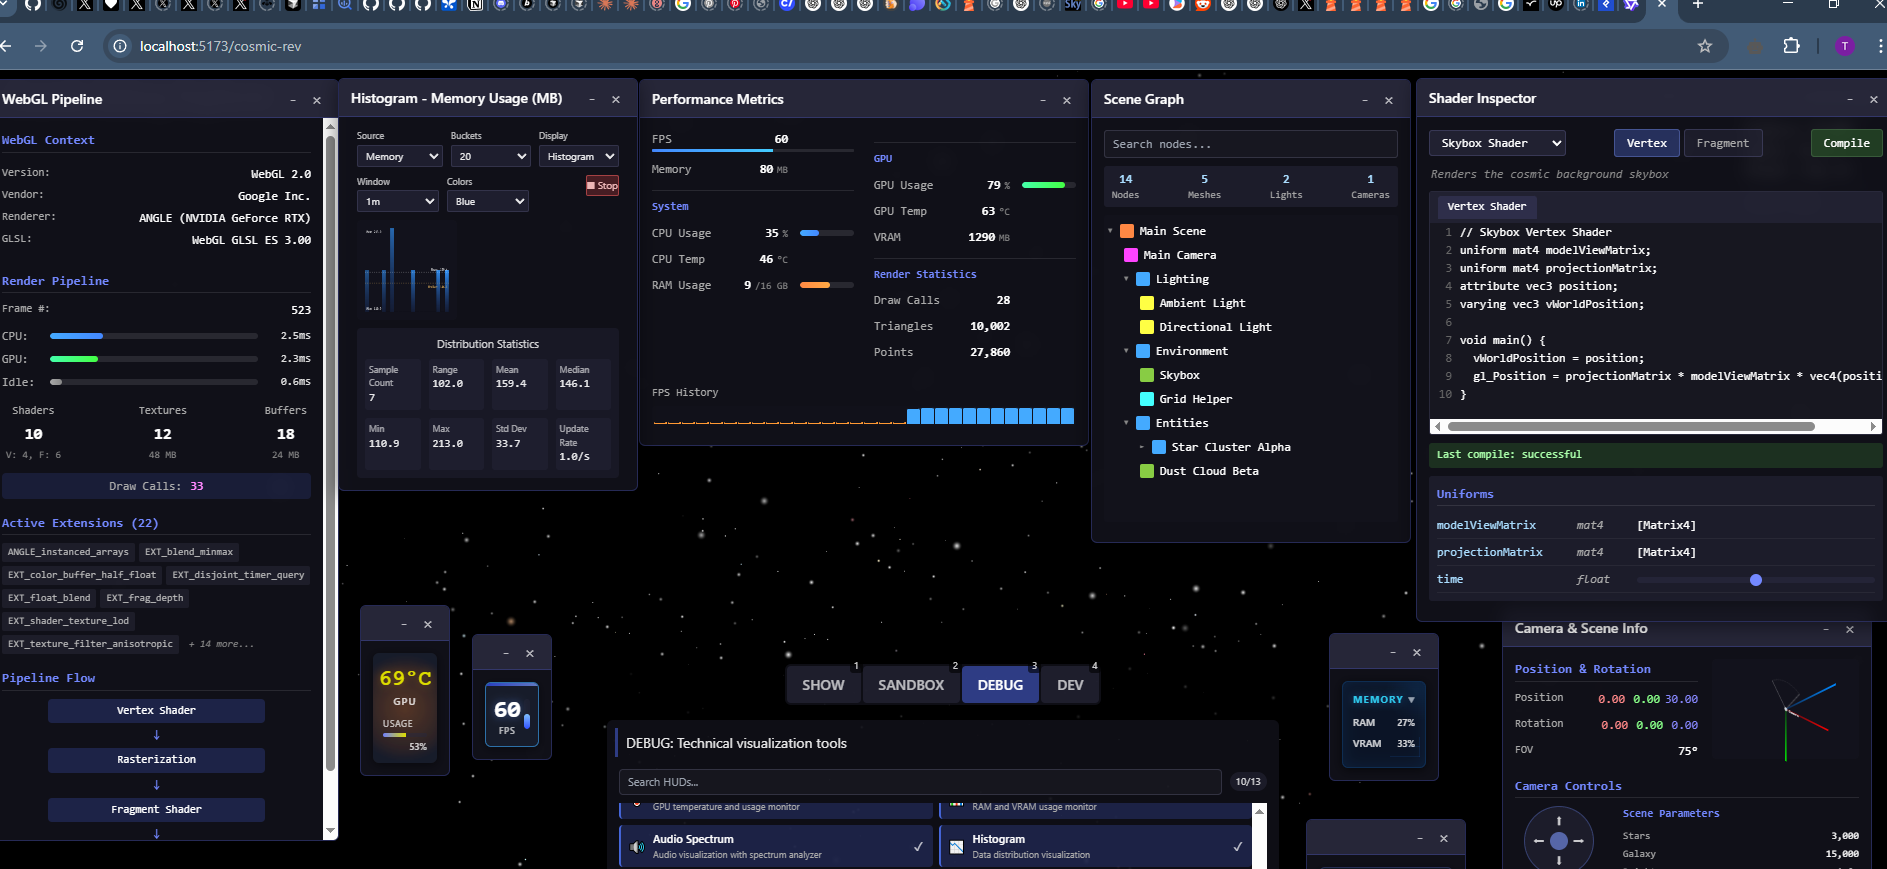 localhost:5173/cosmic-rev
T
WebGL Pipeline
WebGL Context
Version: WebGL 2.0
Vendor: Google Inc.
Renderer: ANGLE (NVIDIA GeForce RTX)
GLSL: WebGL GLSL ES 3.00
Render Pipeline
Frame #: 523
CPU: 2.5ms
GPU: 2.3ms
Idle: 0.6ms
Shaders Textures Buffers
10 12 18
V: 4, F: 6 48 MB 24 MB
Draw Calls: 33
Active Extensions (22)
ANGLE_instanced_arrays EXT_blend_minmax
EXT_color_buffer_half_float EXT_disjoint_timer_query
EXT_float_blend EXT_frag_depth
EXT_shader_texture_lod
EXT_texture_filter_anisotropic + 14 more...
Pipeline Flow
Vertex Shader
↓
Rasterization
↓
Fragment Shader
↓
Histogram - Memory Usage (MB)
Source Buckets Display
Memory 20 Histogram
Window Colors
1m Blue Stop
Distribution Statistics
Sample Count 7
Range 102.0
Mean 159.4
Median 146.1
Min 110.9
Max 213.0
Std Dev 33.7
Update Rate 1.0/s
Performance Metrics
FPS 60
Memory 80 MB
System
CPU Usage 35 %
CPU Temp 46 °C
RAM Usage 9 /16 GB
GPU
GPU Usage 79 %
GPU Temp 63 °C
VRAM 1290 MB
Render Statistics
Draw Calls 28
Triangles 10,002
Points 27,860
FPS History
Scene Graph
Search nodes...
14 5 2 1
Nodes Meshes Lights Cameras
Main Scene
Main Camera
Lighting
Ambient Light
Directional Light
Environment
Skybox
Grid Helper
Entities
Star Cluster Alpha
Dust Cloud Beta
Shader Inspector
Skybox Shader Vertex Fragment Compile
Renders the cosmic background skybox
Vertex Shader
1 // Skybox Vertex Shader
2 uniform mat4 modelViewMatrix;
3 uniform mat4 projectionMatrix;
4 attribute vec3 position;
5 varying vec3 vWorldPosition;
6
7 void main() {
8 vWorldPosition = position;
9 gl_Position = projectionMatrix * modelViewMatrix * vec4(positi
10 }
Last compile: successful
Uniforms
modelViewMatrix mat4 [Matrix4]
projectionMatrix mat4 [Matrix4]
time float
69°C
GPU
USAGE
53%
60
FPS
SHOW 1
SANDBOX 2
DEBUG 3
DEV 4
DEBUG: Technical visualization tools
Search HUDs... 10/13
GPU temperature and usage monitor
RAM and VRAM usage monitor
Audio Spectrum
Audio visualization with spectrum analyzer
Histogram
Data distribution visualization
MEMORY ▼
RAM 27%
VRAM 33%
Camera & Scene Info
Position & Rotation
Position 0.00 0.00 30.00
Rotation 0.00 0.00 0.00
FOV 75°
Camera Controls
Scene Parameters
Stars 3,000
Galaxy 15,000